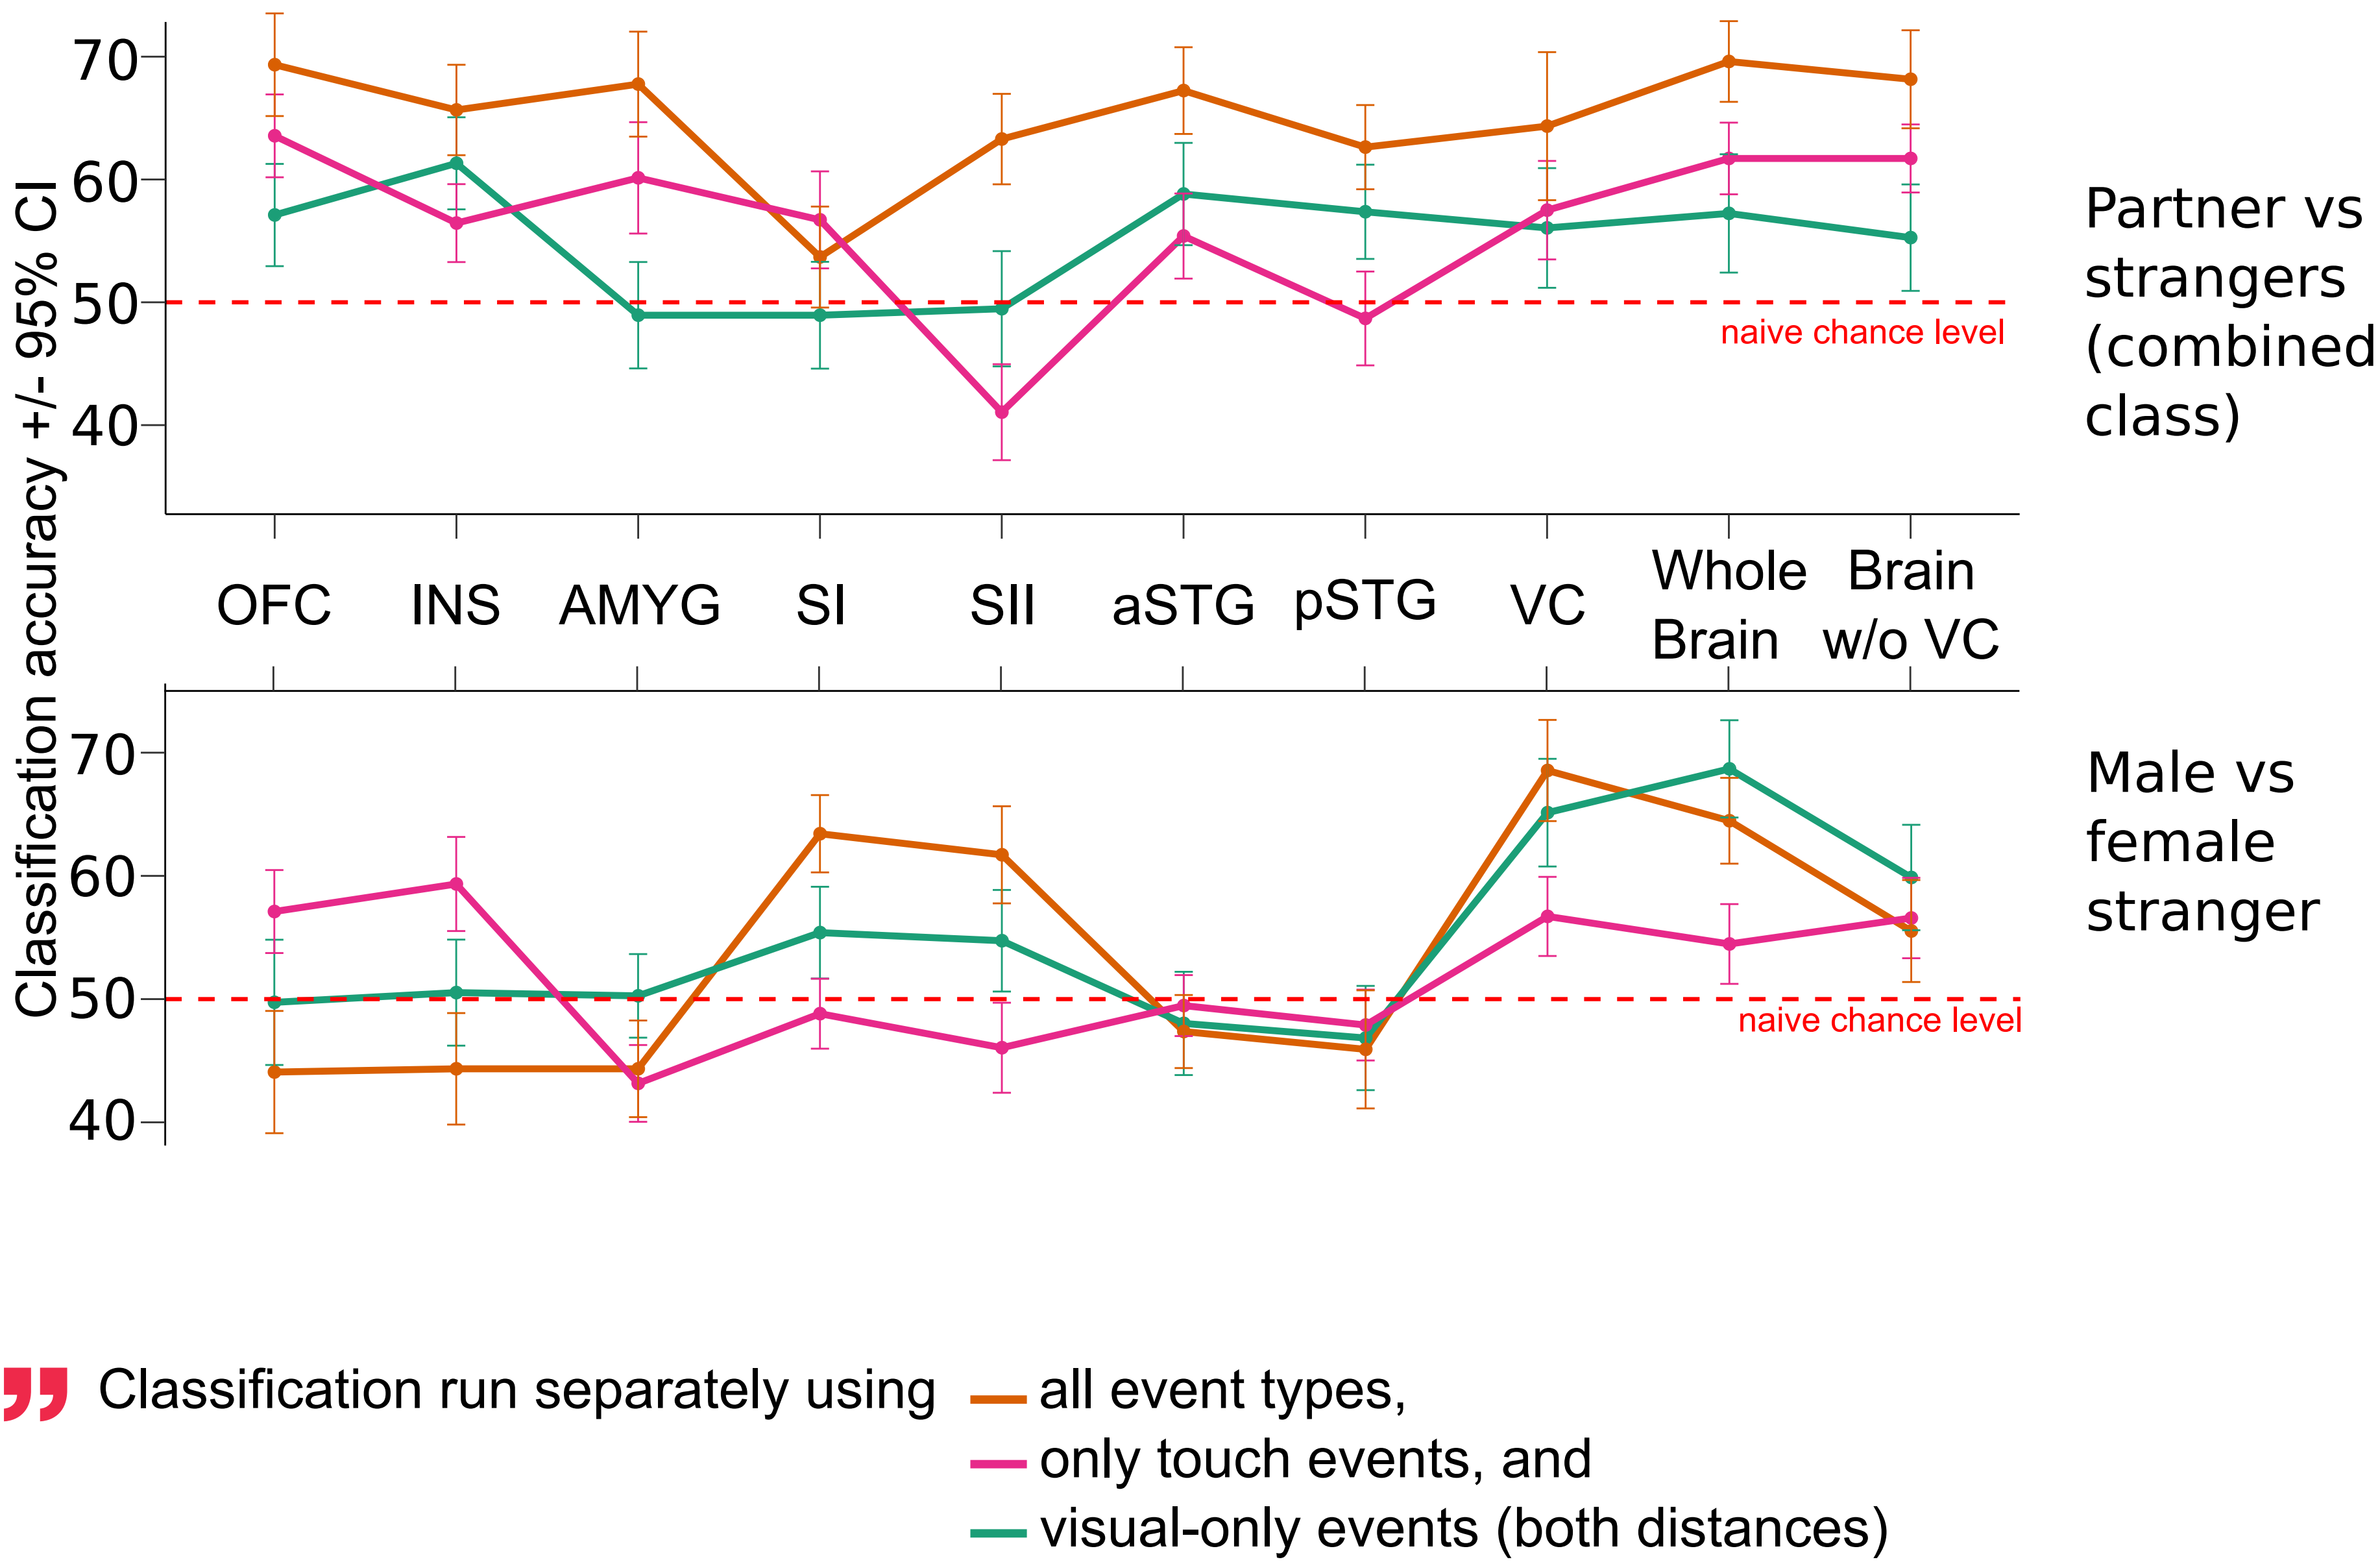 Classification accuracy +/- 95% CI
70
60
50
40
naive chance level
Partner vs
strangers
(combined
class)
OFC INS AMYG SI SII aSTG pSTG VC Whole Brain Brain w/o VC
70
60
50
40
naive chance level
Male vs
female
stranger
Classification run separately using all event types,
only touch events, and
visual-only events (both distances)